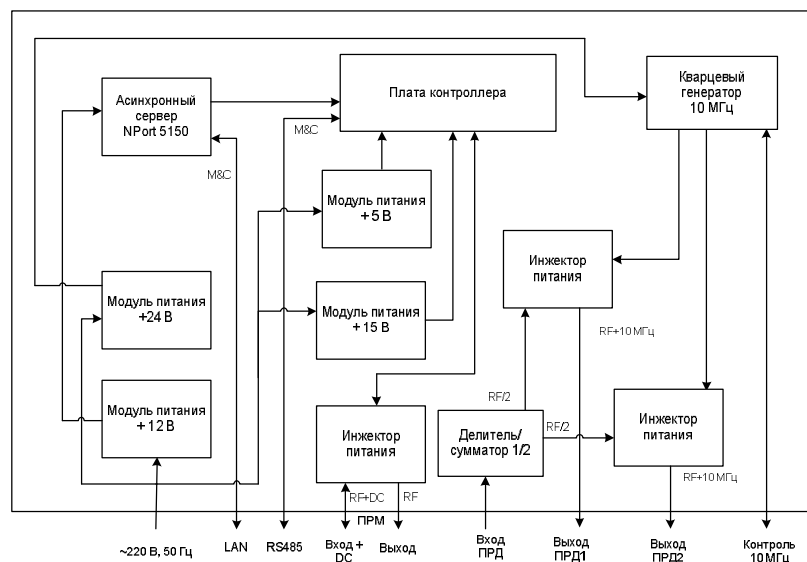 Асинхронный
сервер
NPort 5150
Плата контроллера
Кварцевый
генератор
10 МГц
M&C
M&C
Модуль питания
+ 5 В
Инжектор
питания
Модуль питания
+24 В
Модуль питания
+ 15 В
RF+10 МГц
Модуль питания
+ 12 В
Инжектор
питания
RF/2
Делитель/
сумматор 1/2
RF/2
Инжектор
питания
RF+DC
RF
RF+10 МГц
ПРМ
~220 В, 50 Гц
LAN
RS485
Вход +
DC
Выход
Вход
ПРД
Выход
ПРД1
Выход
ПРД2
Контроль
10 МГц